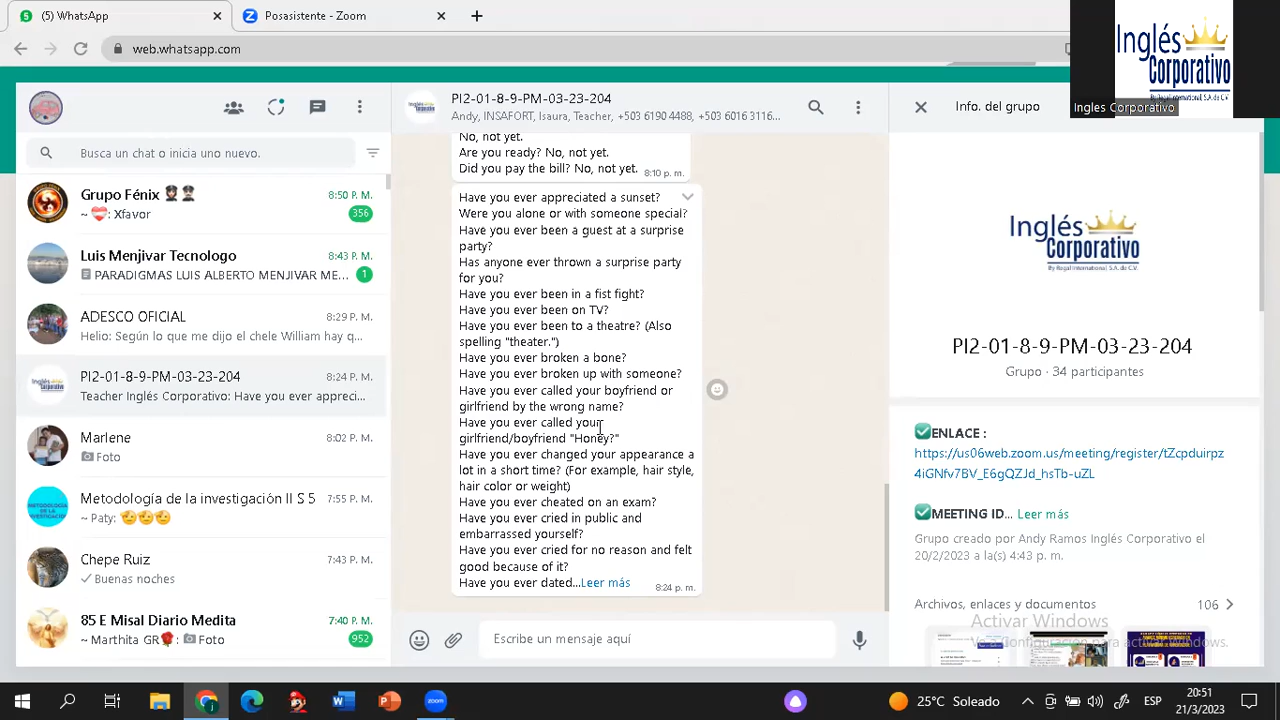 (5) WhatsApp
Posasistente - Zoom
web.whatsapp.com
Inglés
Corporativo
Ingles Corporativo
PI2-01-8-9-PM-03-23-204
Andy, INSAFORT, Isaura, Teacher, +503 6190 4488, +503 6016 3116...
Info. del grupo
Busca un chat o inicia uno nuevo.
Grupo Fénix
8:50 P. M.
~ : Xfavor
356
Luis Menjivar Tecnologo
8:43 P. M.
PARADIGMAS LUIS ALBERTO MENJIVAR ME...
1
ADESCO OFICIAL
8:29 P. M.
Helio: Según lo que me dijo el chele William hay q...
PI2-01-8-9-PM-03-23-204
8:24 P. M.
Teacher Inglés Corporativo: Have you ever appreci...
Marlene
8:02 P. M.
Foto
Metodología de la investigación II S 5
7:55 P. M.
~ Paty:
Chepe Ruiz
7:43 P. M.
Buenas noches
85 E Misal Diario Medita
7:40 P. M.
~ Marthita GR : Foto
952
No, not yet.
Are you ready? No, not yet.
Did you pay the bill? No, not yet.
8:10 p. m.
Have you ever appreciated a sunset?
Were you alone or with someone special?
Have you ever been a guest at a surprise
party?
Has anyone ever thrown a surprise party
for you?
Have you ever been in a fist fight?
Have you ever been on TV?
Have you ever been to a theatre? (Also
spelling "theater.")
Have you ever broken a bone?
Have you ever broken up with someone?
Have you ever called your boyfriend or
girlfriend by the wrong name?
Have you ever called your
girlfriend/boyfriend "Honey?"
Have you ever changed your appearance a
lot in a short time? (For example, hair style,
hair color or weight)
Have you ever cheated on an exam?
Have you ever cried in public and
embarrassed yourself?
Have you ever cried for no reason and felt
good because of it?
Have you ever dated...Leer más
8:24 p. m.
Escribe un mensaje aquí
Inglés
Corporativo
By Regal International S.A. de C.V.
PI2-01-8-9-PM-03-23-204
Grupo · 34 participantes
ENLACE :
https://us06web.zoom.us/meeting/register/tZcpduirpz
4iGNfv7BV_E6gQZJd_hsTb-uZL
MEETING ID... Leer más
Grupo creado por Andy Ramos Inglés Corporativo el
20/2/2023 a la(s) 4:43 p. m.
Archivos, enlaces y documentos
106
Activar Windows
Ve a Configuración para activar Windows.
25°C Soleado
ESP
20:51
21/3/2023